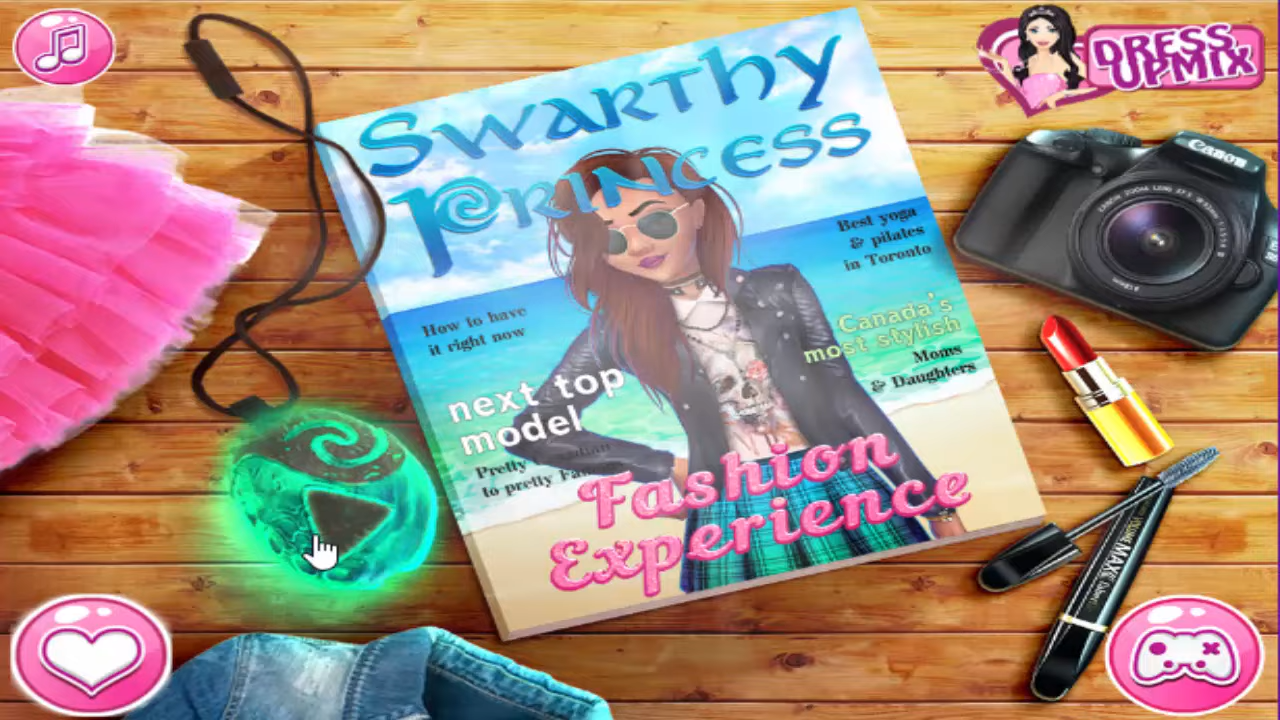 Swarthy
Princess
DRESS
UPMIX
Canon
Best yoga
& pilates
in Toronto
How to have
it right now
Canada's
most stylish
Moms
& Daughters
next top
model
Pretty
to pretty
Fashion
Experience
MAX